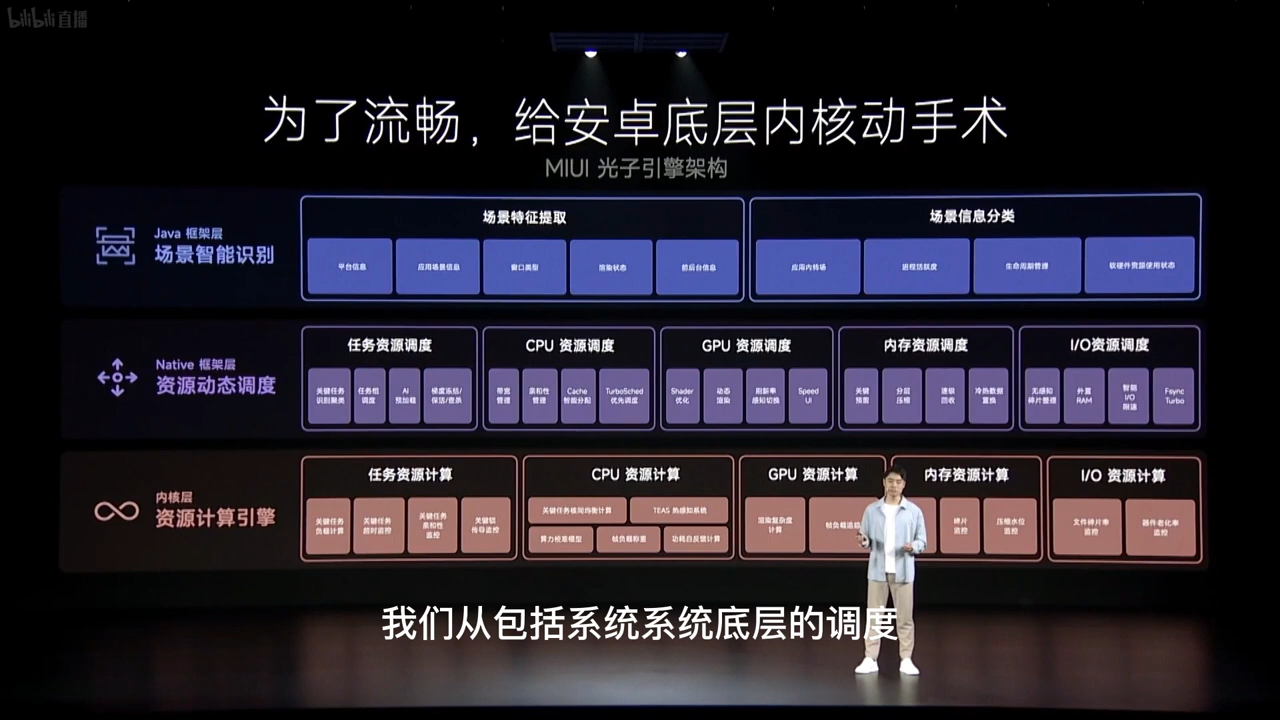 bilibili直播
为了流畅，给安卓底层内核动手术
MIUI 光子引擎架构
Java 框架层
场景智能识别
场景特征提取
平台信息
应用场景信息
窗口类型
渲染状态
前后台信息
场景信息分类
应用内转场
进程活跃度
生命周期管理
软硬件资源使用状态
Native 框架层
资源动态调度
任务资源调度
关键任务
识别聚类
任务组
调度
AI
预加载
梯度冻结/
保活/查杀
CPU 资源调度
带宽
管理
亲和性
管理
Cache
智能分配
TurboSched
优先调度
GPU 资源调度
Shader
优化
动态
渲染
刷新率
感知切换
Speed
UI
内存资源调度
关键
预留
分层
压缩
速银
回收
冷热数据
置换
I/O资源调度
无感知
碎片整理
外置
RAM
智能
I/O
限速
Fsync
Turbo
内核层
资源计算引擎
任务资源计算
关键任务
负载计算
关键任务
超时监控
关键任务
亲和性
监控
关键锁
传导监控
CPU 资源计算
关键任务核间均衡计算
TEAS 热感知系统
算力校准模型
帧负载称重
功耗自反馈计算
GPU 资源计算
渲染复杂度
计算
帧负载追踪
内存资源计算
碎片
监控
压缩水位
监控
I/O 资源计算
文件碎片率
监控
器件老化率
监控
我们从包括系统系统底层的调度